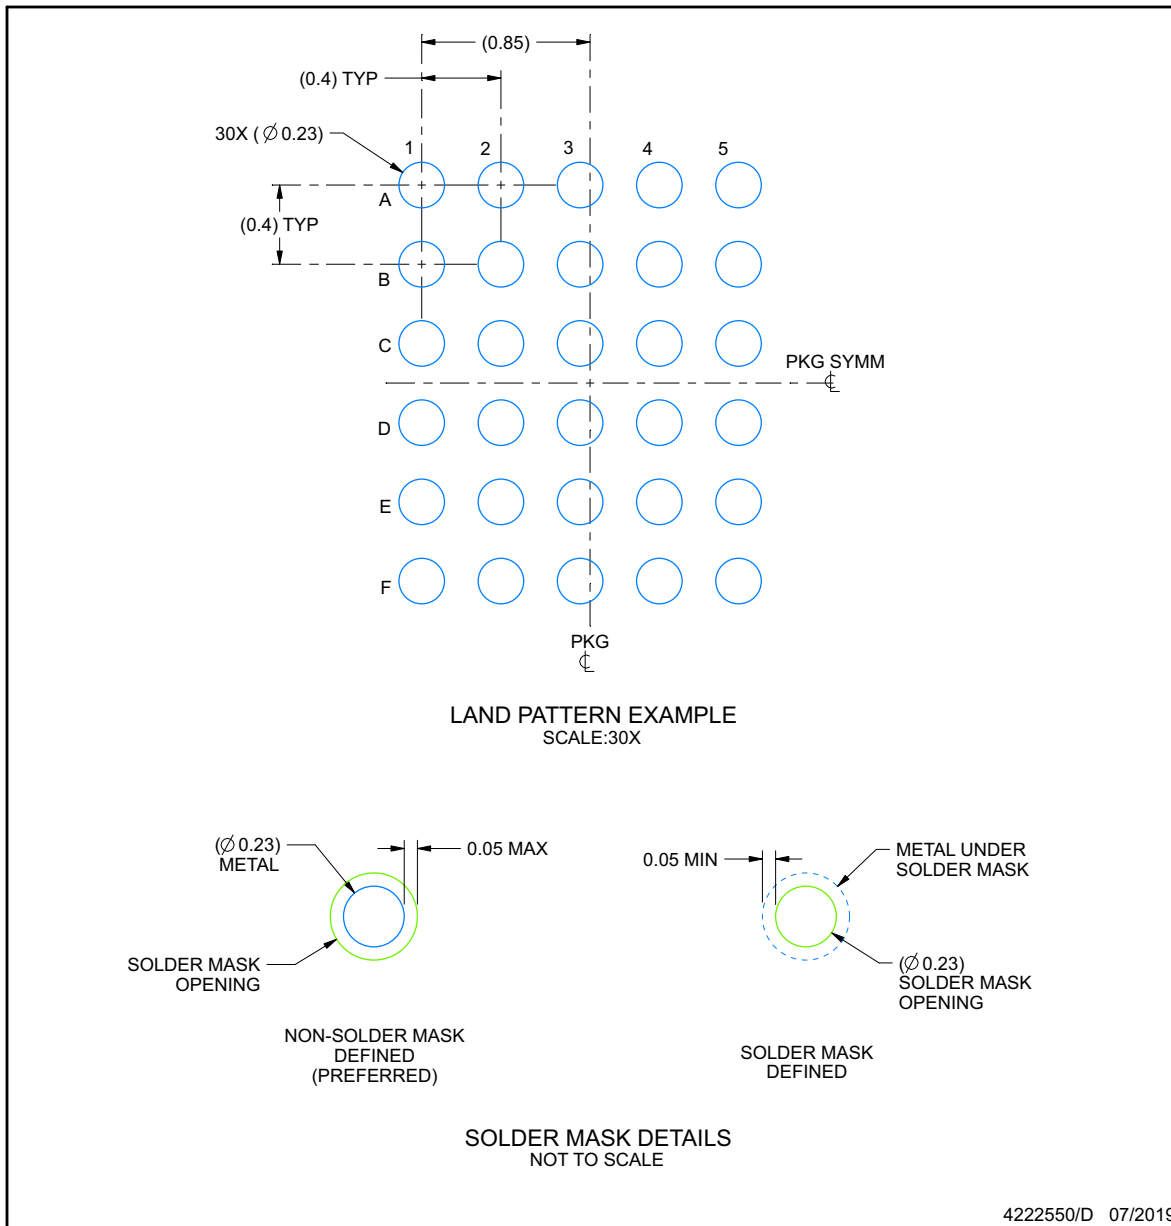 (0.85)
(0.4) TYP
30X (∅0.23)
1 2 3 4 5
A
(0.4) TYP
B
C
PKG SYMM
℄
D
E
F
PKG
℄
LAND PATTERN EXAMPLE
SCALE:30X
(∅0.23)
METAL
0.05 MAX
SOLDER MASK
OPENING
NON-SOLDER MASK
DEFINED
(PREFERRED)
0.05 MIN
METAL UNDER
SOLDER MASK
(∅0.23)
SOLDER MASK
OPENING
SOLDER MASK
DEFINED
SOLDER MASK DETAILS
NOT TO SCALE
4222550/D 07/2019